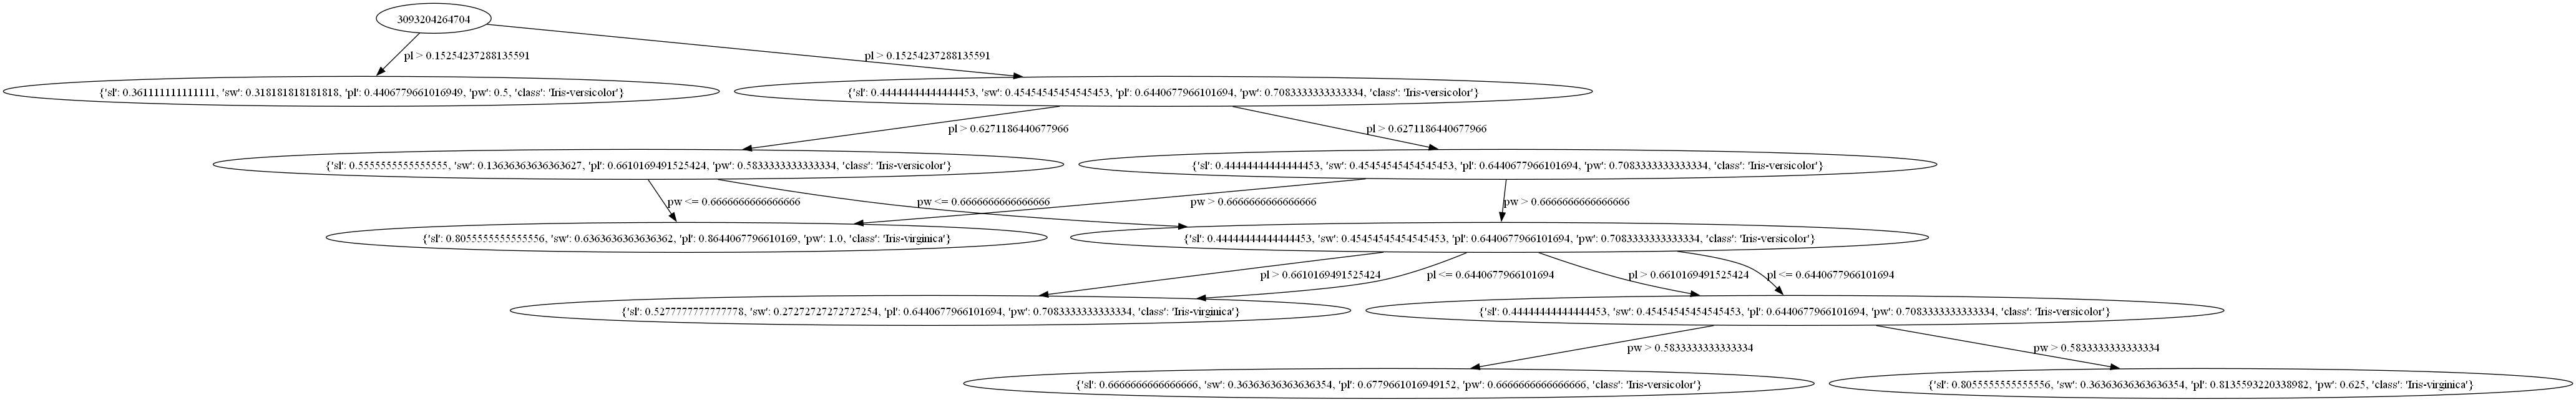 3093204264704
pl > 0.15254237288135591
pl > 0.15254237288135591
{'sl': 0.361111111111111, 'sw': 0.318181818181818, 'pl': 0.4406779661016949, 'pw': 0.5, 'class': 'Iris-versicolor'}
{'sl': 0.44444444444444453, 'sw': 0.45454545454545453, 'pl': 0.6440677966101694, 'pw': 0.7083333333333334, 'class': 'Iris-versicolor'}
pl > 0.6271186440677966
pl > 0.6271186440677966
{'sl': 0.5555555555555555, 'sw': 0.13636363636363627, 'pl': 0.6610169491525424, 'pw': 0.5833333333333334, 'class': 'Iris-versicolor'}
{'sl': 0.44444444444444453, 'sw': 0.45454545454545453, 'pl': 0.6440677966101694, 'pw': 0.7083333333333334, 'class': 'Iris-versicolor'}
pw <= 0.6666666666666666
pw <= 0.6666666666666666
pw > 0.6666666666666666
pw > 0.6666666666666666
{'sl': 0.8055555555555556, 'sw': 0.6363636363636362, 'pl': 0.8644067796610169, 'pw': 1.0, 'class': 'Iris-virginica'}
{'sl': 0.44444444444444453, 'sw': 0.45454545454545453, 'pl': 0.6440677966101694, 'pw': 0.7083333333333334, 'class': 'Iris-versicolor'}
pl > 0.6610169491525424
pl <= 0.6440677966101694
pl > 0.6610169491525424
pl <= 0.6440677966101694
{'sl': 0.5277777777777778, 'sw': 0.27272727272727254, 'pl': 0.6440677966101694, 'pw': 0.7083333333333334, 'class': 'Iris-virginica'}
{'sl': 0.44444444444444453, 'sw': 0.45454545454545453, 'pl': 0.6440677966101694, 'pw': 0.7083333333333334, 'class': 'Iris-versicolor'}
pw > 0.5833333333333334
pw > 0.5833333333333334
{'sl': 0.6666666666666666, 'sw': 0.36363636363636354, 'pl': 0.6779661016949152, 'pw': 0.6666666666666666, 'class': 'Iris-versicolor'}
{'sl': 0.8055555555555556, 'sw': 0.36363636363636354, 'pl': 0.8135593220338982, 'pw': 0.625, 'class': 'Iris-virginica'}